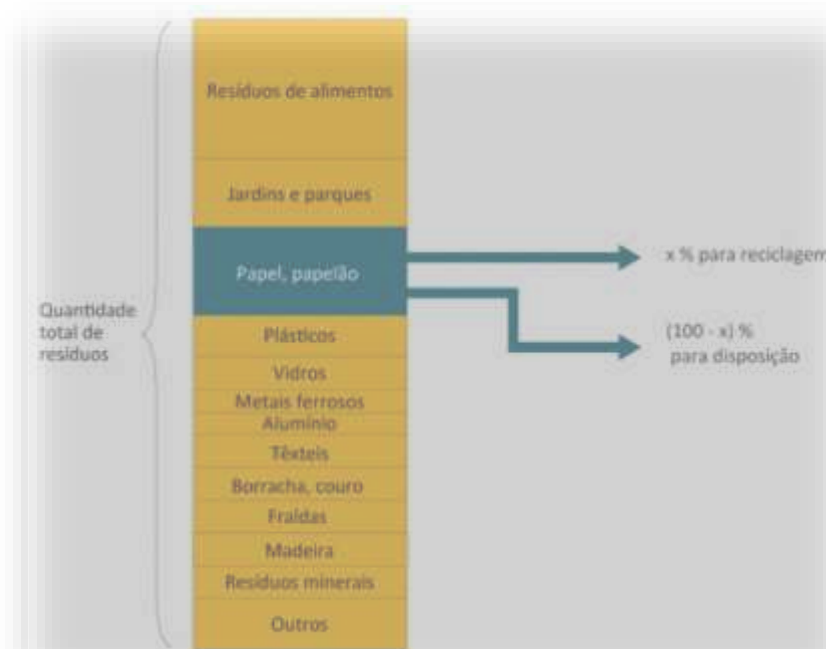 Resíduos de alimentos
Jardins e parques
Papel, papelão
Plásticos
Vidros
Metais ferrosos
Alumínio
Têxteis
Borracha, couro
Fraldas
Madeira
Resíduos minerais
Outros
Quantidade
total de
resíduos
x % para reciclagem
(100 - x) %
para disposição